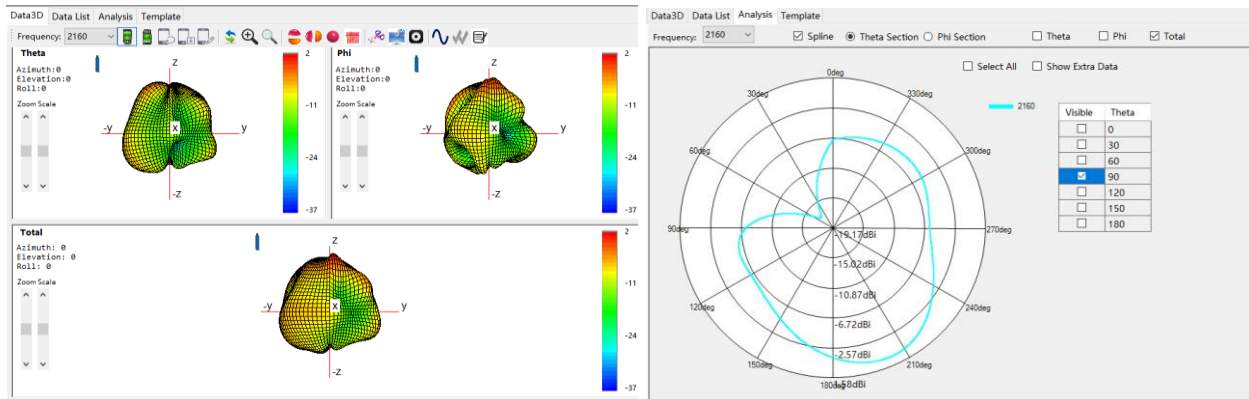 Data3D Data List Analysis Template
Frequency: 2160
Theta
Azimuth:0
Elevation:0
Roll:0
Zoom Scale
Z
-y
X
y
-Z
2
-11
-24
-37
Phi
Azimuth:0
Elevation:0
Roll:0
Zoom Scale
Z
-y
X
y
-Z
2
-11
-24
-37
Total
Azimuth: 0
Elevation: 0
Roll: 0
Zoom Scale
Z
-y
X
y
-Z
2
-11
-24
-37
Data3D Data List Analysis Template
Frequency: 2160 Spline Theta Section Phi Section Theta Phi Total
Select All Show Extra Data
0deg
30deg
330deg
60deg
300deg
90deg
270deg
120deg
240deg
150deg
210deg
180deg
-19.17dBi
-15.02dBi
-10.87dBi
-6.72dBi
-2.57dBi
1.58dBi
2160
Visible Theta
0
30
60
90
120
150
180